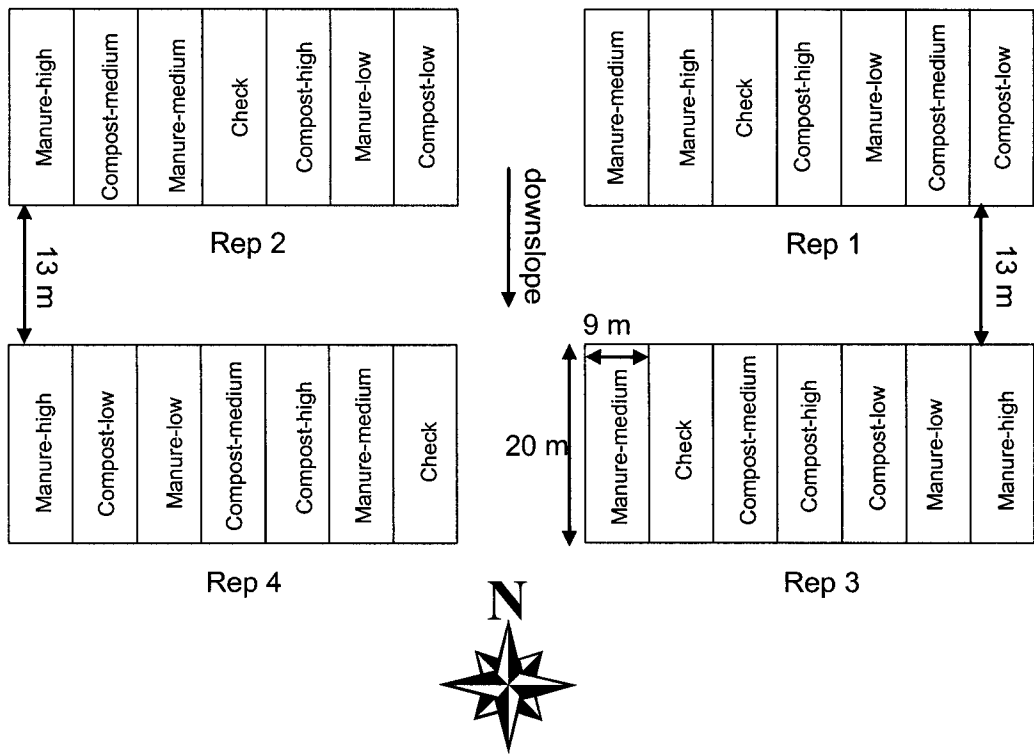 Manure-high
Compost-medium
Manure-medium
Check
Compost-high
Manure-low
Compost-low
Rep 2
Manure-medium
Manure-high
Check
Compost-high
Manure-low
Compost-medium
Compost-low
Rep 1
13 m
downslope
13 m
9 m
20 m
Manure-high
Compost-low
Manure-low
Compost-medium
Compost-high
Manure-medium
Check
Rep 4
Manure-medium
Check
Compost-medium
Compost-high
Compost-low
Manure-low
Manure-high
Rep 3
N